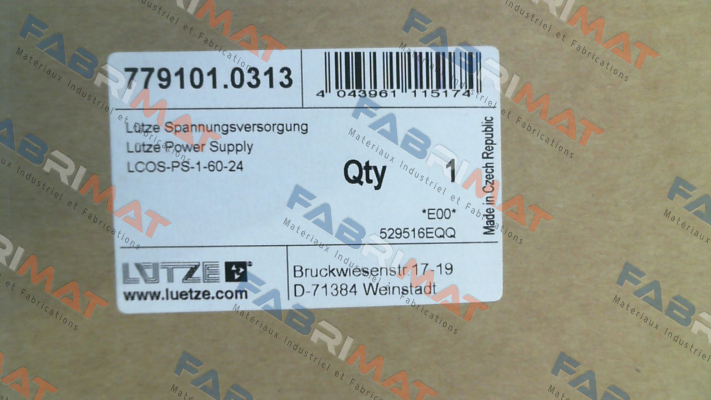 779101.0313
4 043961 115174
Lütze Spannungsversorgung
Lütze Power Supply
LCOS-PS-1-60-24
Qty 1
*E00*
529516EQQ
Made in Czech Republic
LÜTZE
www.luetze.com
Bruckwiesenstr.17-19
D-71384 Weinstadt
FABRIMAT
Materiaux Industriel et Fabrications